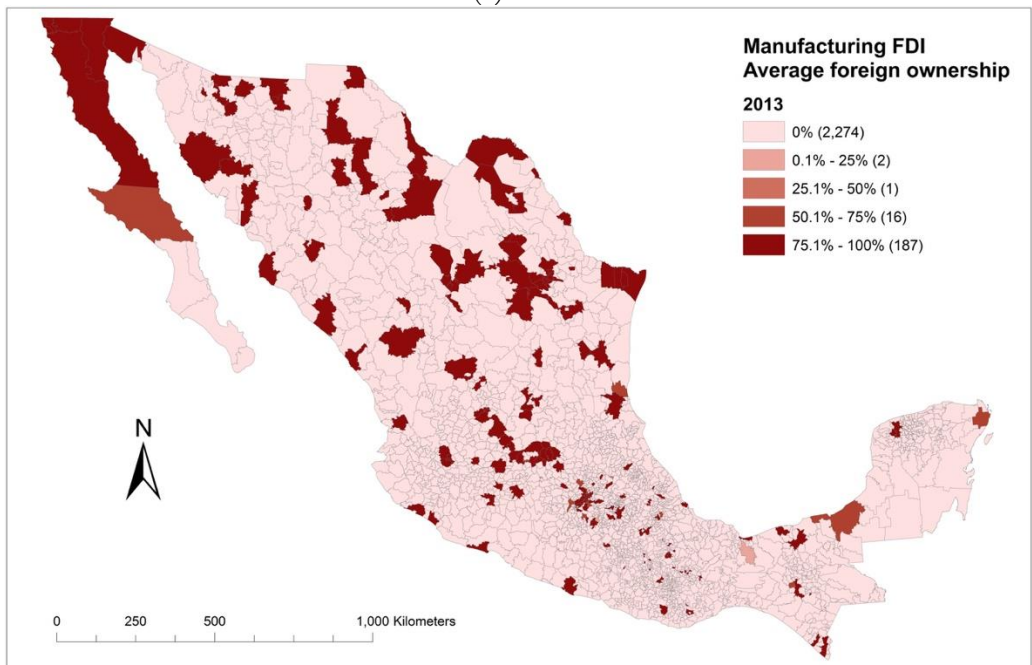 Manufacturing FDI
Average foreign ownership
2013
0% (2,274)
0.1% - 25% (2)
25.1% - 50% (1)
50.1% - 75% (16)
75.1% - 100% (187)
N
0 250 500 1,000 Kilometers